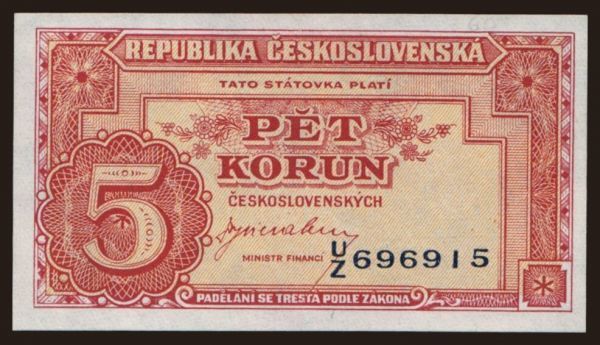 REPUBLIKA ČESKOSLOVENSKÁ
TATO STÁTOVKA PLATÍ
PĚT
KORUN
ČESKOSLOVENSKÝCH
5
MINISTR FINANCÍ
U/Z 696915
PADĚLÁNÍ SE TRESTÁ PODLE ZÁKONA